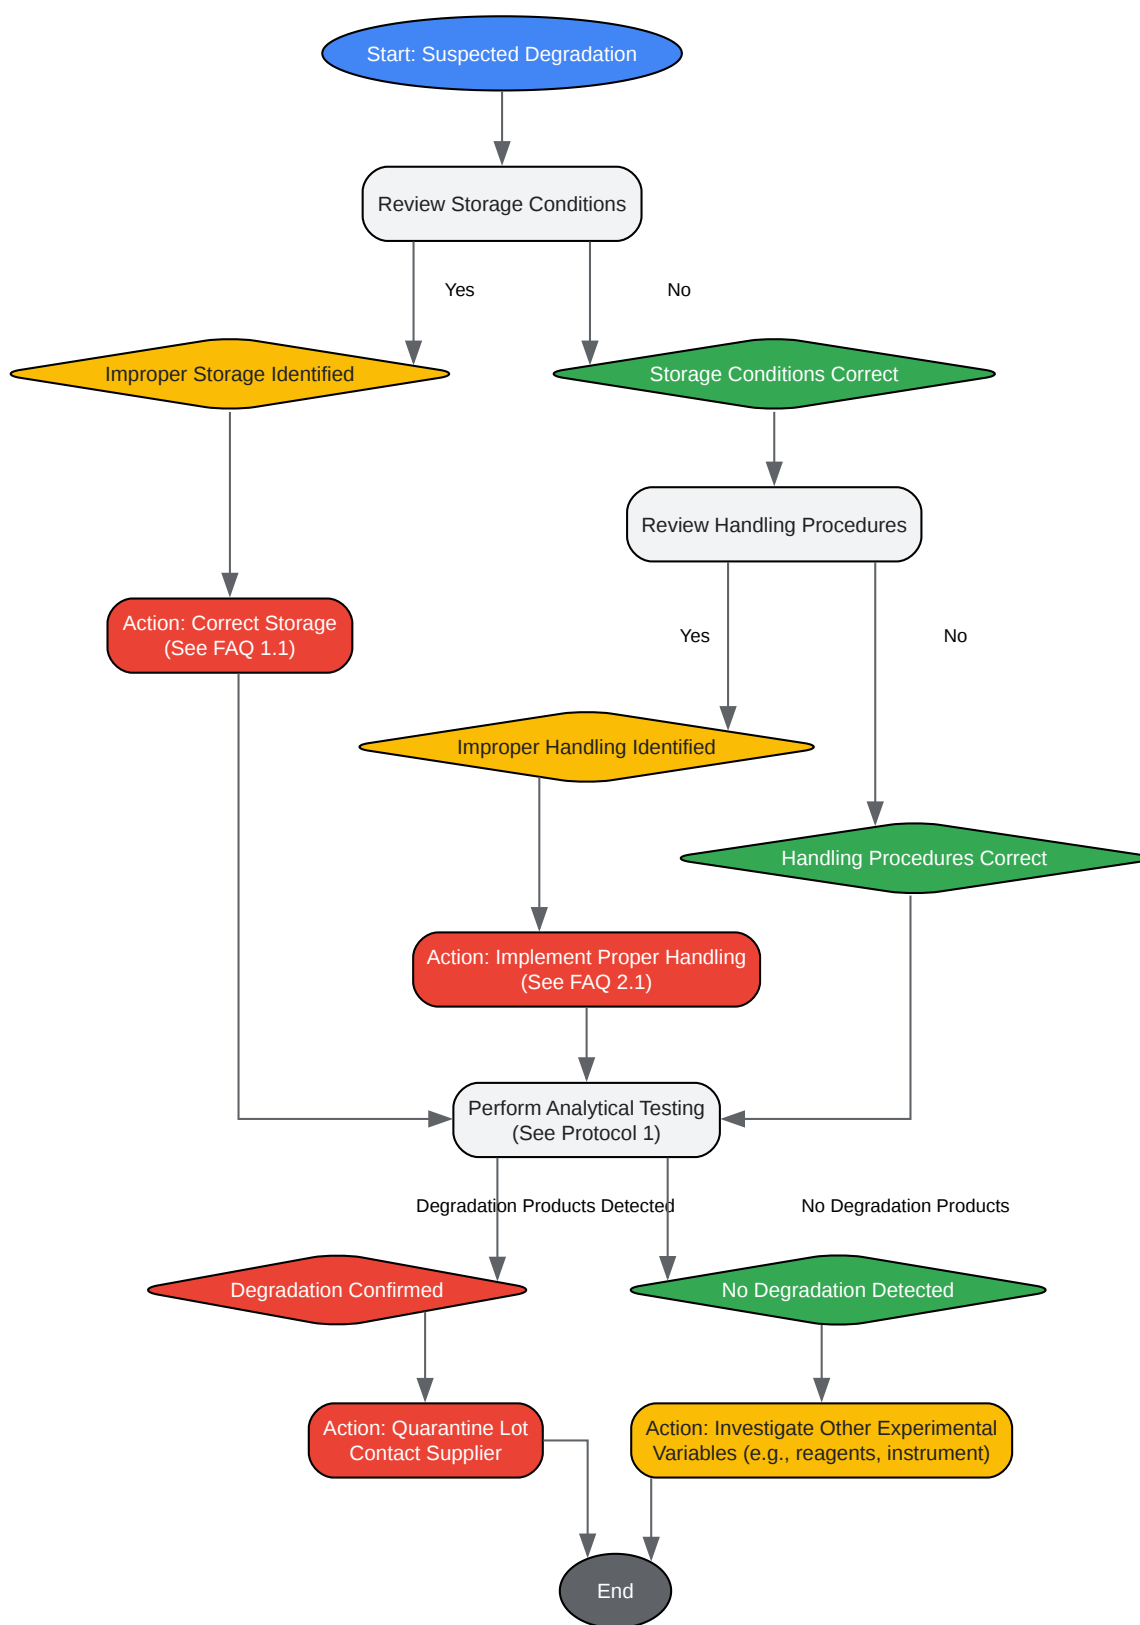 Start: Suspected Degradation
Review Storage Conditions
Yes
No
Improper Storage Identified
Storage Conditions Correct
Review Handling Procedures
Action: Correct Storage
(See FAQ 1.1)
Yes
No
Improper Handling Identified
Handling Procedures Correct
Action: Implement Proper Handling
(See FAQ 2.1)
Perform Analytical Testing
(See Protocol 1)
Degradation Products Detected
No Degradation Products
Degradation Confirmed
No Degradation Detected
Action: Quarantine Lot
Contact Supplier
Action: Investigate Other Experimental
Variables (e.g., reagents, instrument)
End